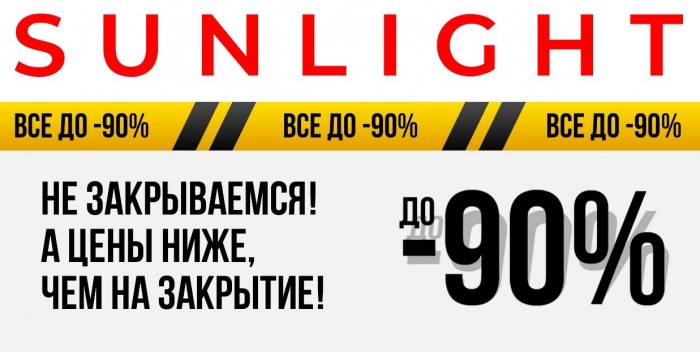 SUNLIGHT
ВСЕ ДО -90% ВСЕ ДО -90% ВСЕ ДО -90%
НЕ ЗАКРЫВАЕМСЯ!
А ЦЕНЫ НИЖЕ,
ЧЕМ НА ЗАКРЫТИЕ!
ДО
-90%